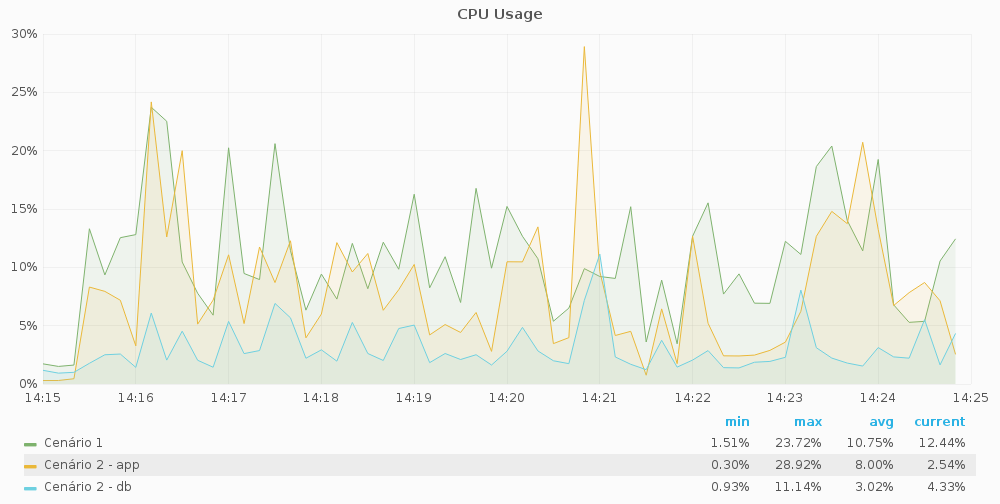 CPU Usage
30%
25%
20%
15%
10%
5%
0%
14:15 14:16 14:17 14:18 14:19 14:20 14:21 14:22 14:23 14:24 14:25
min max avg current
Cenário 1 1.51% 23.72% 10.75% 12.44%
Cenário 2 - app 0.30% 28.92% 8.00% 2.54%
Cenário 2 - db 0.93% 11.14% 3.02% 4.33%